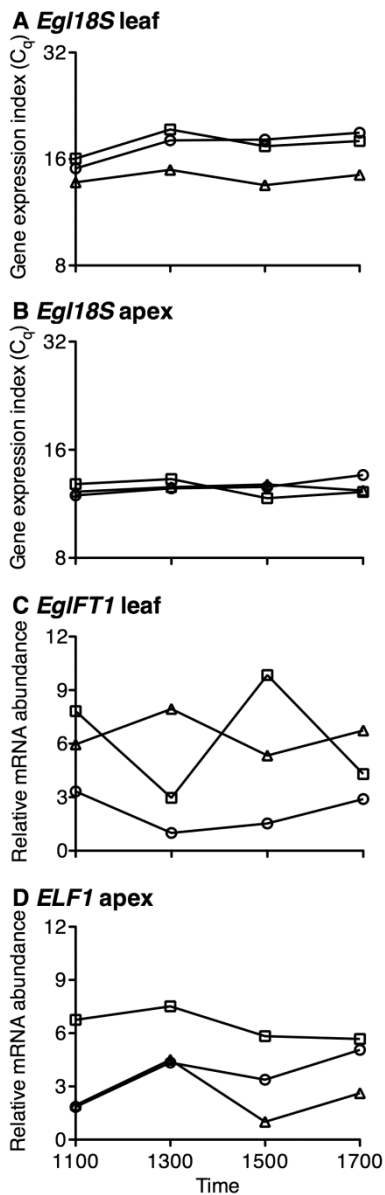 A Egl18S leaf
Gene expression index (Cq)
32
16
8
B Egl18S apex
Gene expression index (Cq)
32
16
8
C EglFT1 leaf
Relative mRNA abundance
12
9
6
3
0
D ELF1 apex
Relative mRNA abundance
12
9
6
3
0
1100 1300 1500 1700
Time